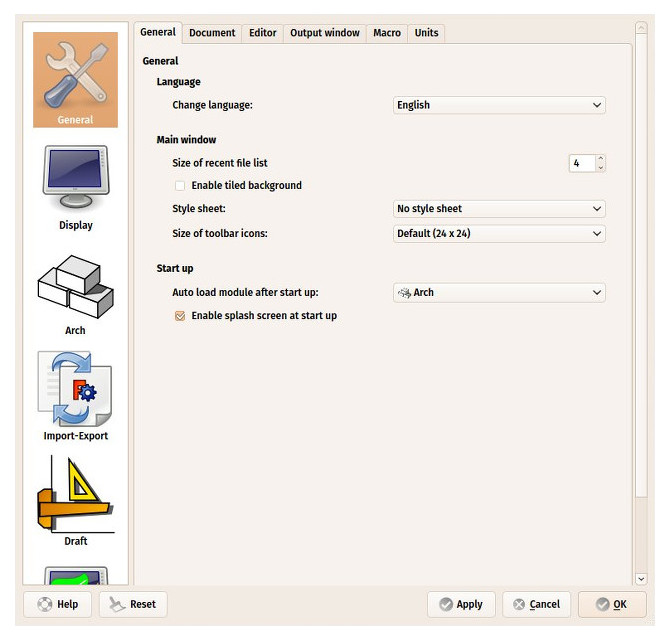 General Document Editor Output window Macro Units
General
Language
Change language: English
Main window
Size of recent file list 4
Enable tiled background
Style sheet: No style sheet
Size of toolbar icons: Default (24 x 24)
Start up
Auto load module after start up: Arch
Enable splash screen at start up
General
Display
Arch
F
Import-Export
Draft
Help Reset Apply Cancel OK